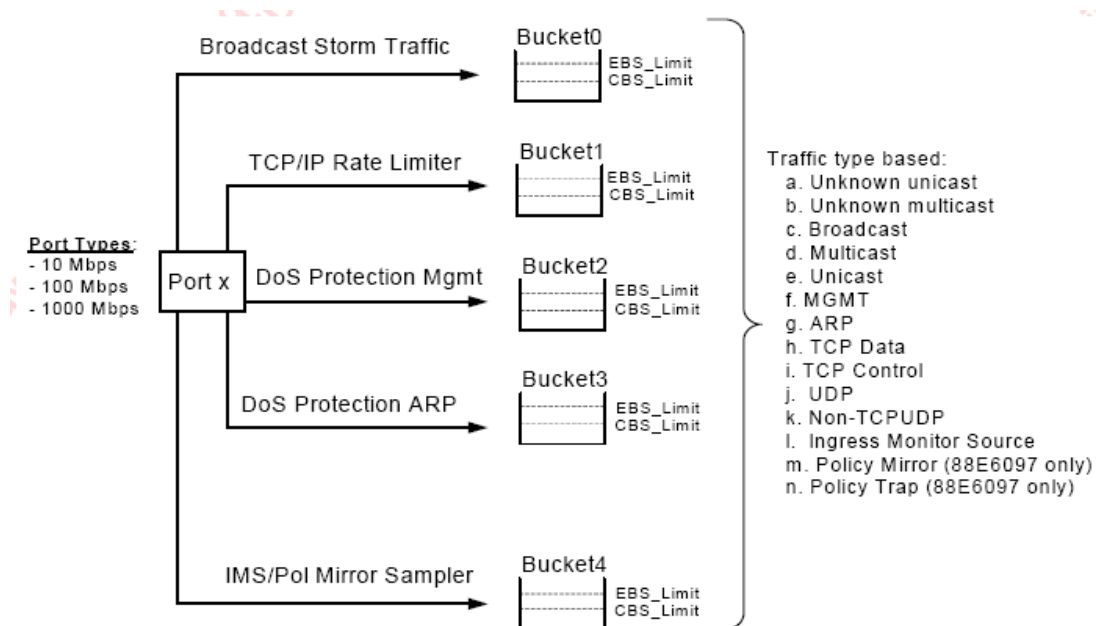 Broadcast Storm Traffic
Bucket0
EBS_Limit
CBS_Limit
TCP/IP Rate Limiter
Bucket1
EBS_Limit
CBS_Limit
Port Types:
- 10 Mbps
- 100 Mbps
- 1000 Mbps
Port x
DoS Protection Mgmt
Bucket2
EBS_Limit
CBS_Limit
DoS Protection ARP
Bucket3
EBS_Limit
CBS_Limit
IMS/Pol Mirror Sampler
Bucket4
EBS_Limit
CBS_Limit
Traffic type based:
a. Unknown unicast
b. Unknown multicast
c. Broadcast
d. Multicast
e. Unicast
f. MGMT
g. ARP
h. TCP Data
i. TCP Control
j. UDP
k. Non-TCPUDP
l. Ingress Monitor Source
m. Policy Mirror (88E6097 only)
n. Policy Trap (88E6097 only)